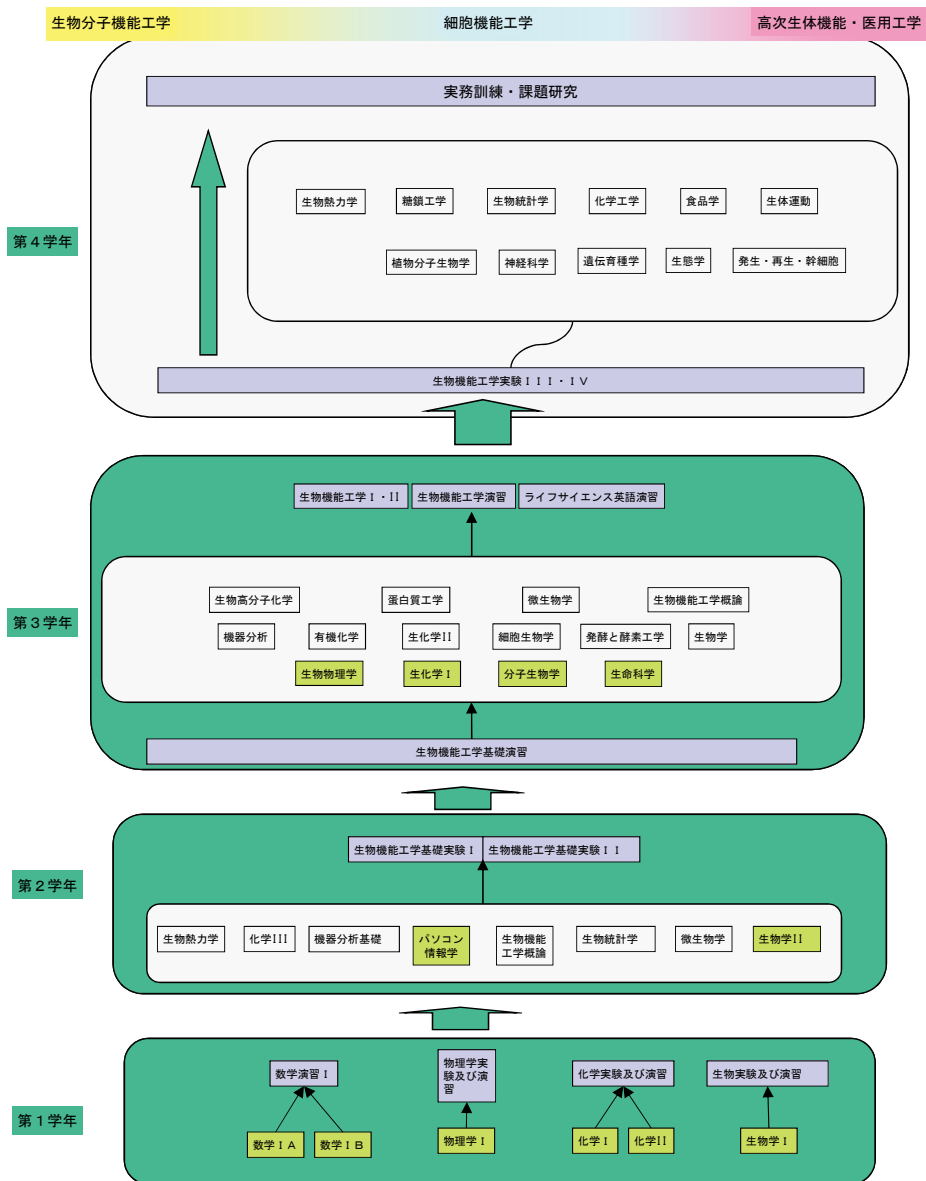 生物分子機能工学
細胞機能工学
高次生体機能・医用工学
実務訓練・課題研究
第4学年
生物熱力学
糖鎖工学
生物統計学
化学工学
食品学
生体運動
植物分子生物学
神経科学
遺伝育種学
生態学
発生・再生・幹細胞
生物機能工学実験ＩＩＩ・ＩＶ
第3学年
生物機能工学Ｉ・II
生物機能工学演習
ライフサイエンス英語演習
生物高分子化学
蛋白質工学
微生物学
生物機能工学概論
機器分析
有機化学
生化学II
細胞生物学
発酵と酵素工学
生物学
生物物理学
生化学Ｉ
分子生物学
生命科学
生物機能工学基礎演習
第2学年
生物機能工学基礎実験Ｉ
生物機能工学基礎実験ＩＩ
生物熱力学
化学III
機器分析基礎
パソコン
情報学
生物機能
工学概論
生物統計学
微生物学
生物学II
第1学年
数学演習Ｉ
物理学実
験及び演
習
化学実験及び演習
生物実験及び演習
数学ＩＡ
数学ＩＢ
物理学Ｉ
化学Ｉ
化学II
生物学Ｉ